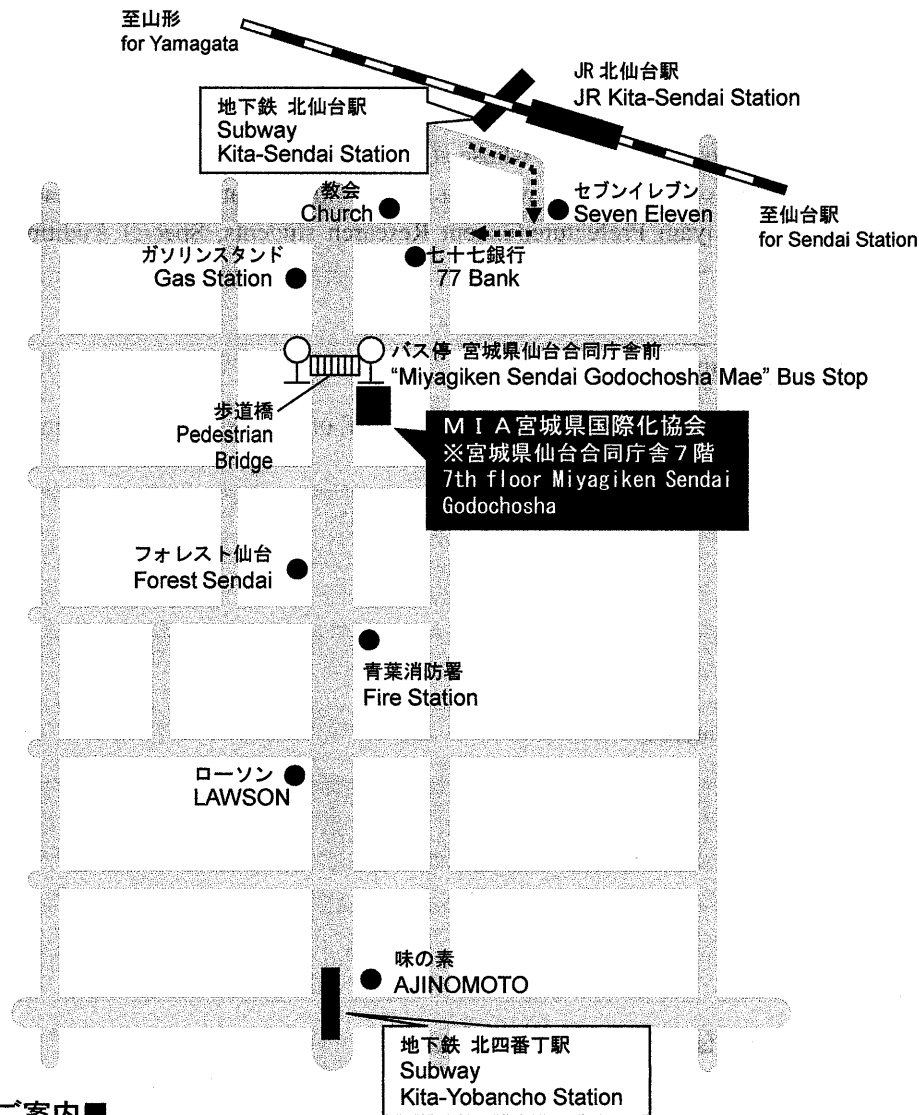 至山形
for Yamagata
JR 北仙台駅
JR Kita-Sendai Station
地下鉄 北仙台駅
Subway
Kita-Sendai Station
教会
Church
セブンイレブン
Seven Eleven
至仙台駅
for Sendai Station
ガソリンスタンド
Gas Station
七十七銀行
77 Bank
バス停 宮城県仙台合同庁舎前
“Miyagiken Sendai Godochosha Mae” Bus Stop
歩道橋
Pedestrian
Bridge
ＭＩＡ宮城県国際化協会
※宮城県仙台合同庁舎７階
7th floor Miyagiken Sendai
Godochosha
フォレスト仙台
Forest Sendai
青葉消防署
Fire Station
ローソン
LAWSON
味の素
AJINOMOTO
地下鉄 北四番丁駅
Subway
Kita-Yobancho Station
ご案内■